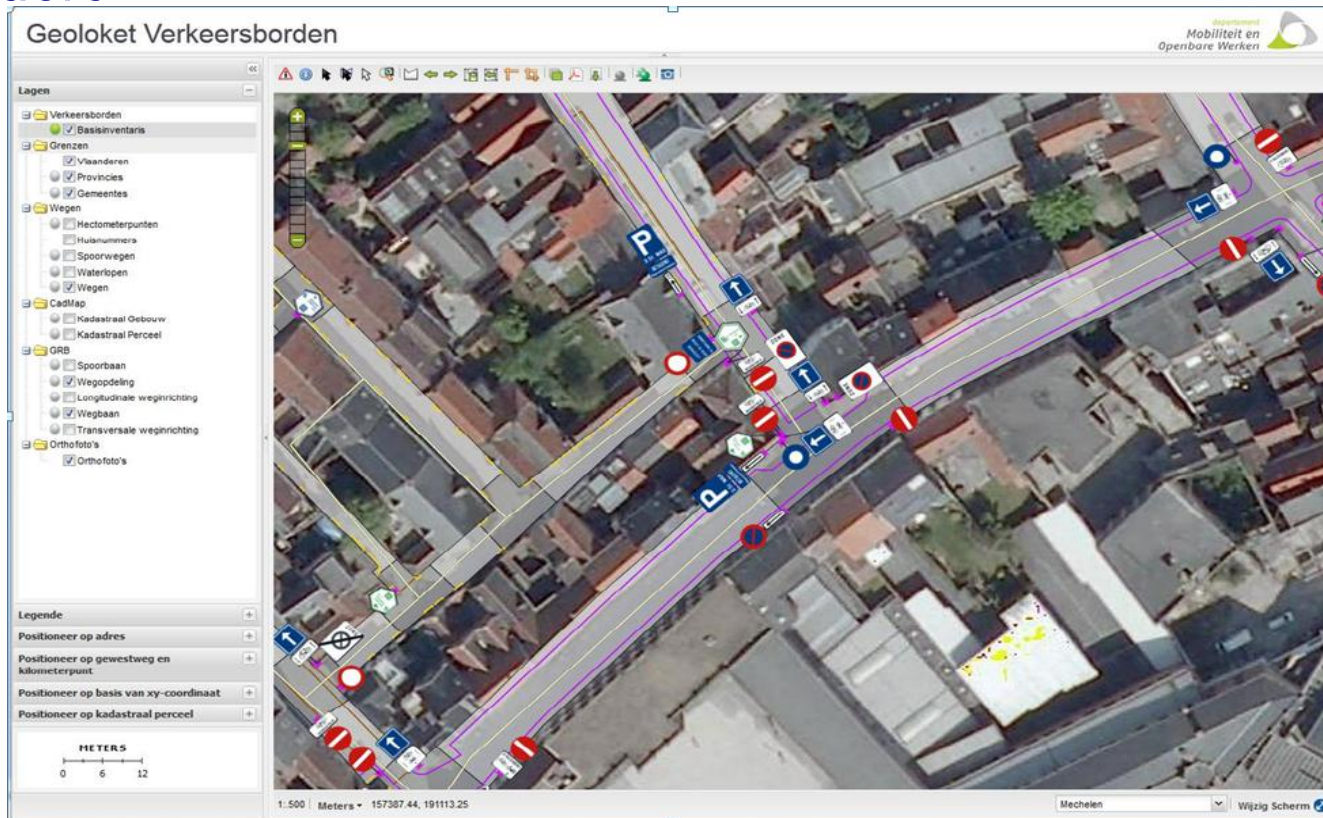 Geoloket Verkeersborden
departement
Mobiliteit en
Openbare Werken
Lagen
Verkeersborden
Basisinventaris
Grenzen
Vlaanderen
Provincies
Gemeentes
Wegen
Hectometerpunten
Huisnummers
Spoorwegen
Waterlopen
Wegen
CadMap
Kadastraal Gebouw
Kadastraal Perceel
GRB
Spoorbaan
Wegopdeling
Longitudinale weginrichting
Wegbaan
Transversale weginrichting
Orthofoto's
Orthofoto's
Legende
Positioneer op adres
Positioneer op gewestweg en
kilometerpunt
Positioneer op basis van xy-coordinaat
Positioneer op kadastraal perceel
METERS
0 6 12
P
ZONE
ZONE
P
1:.500 Meters 157387.44, 191113.25
Mechelen
Wijzig Scherm